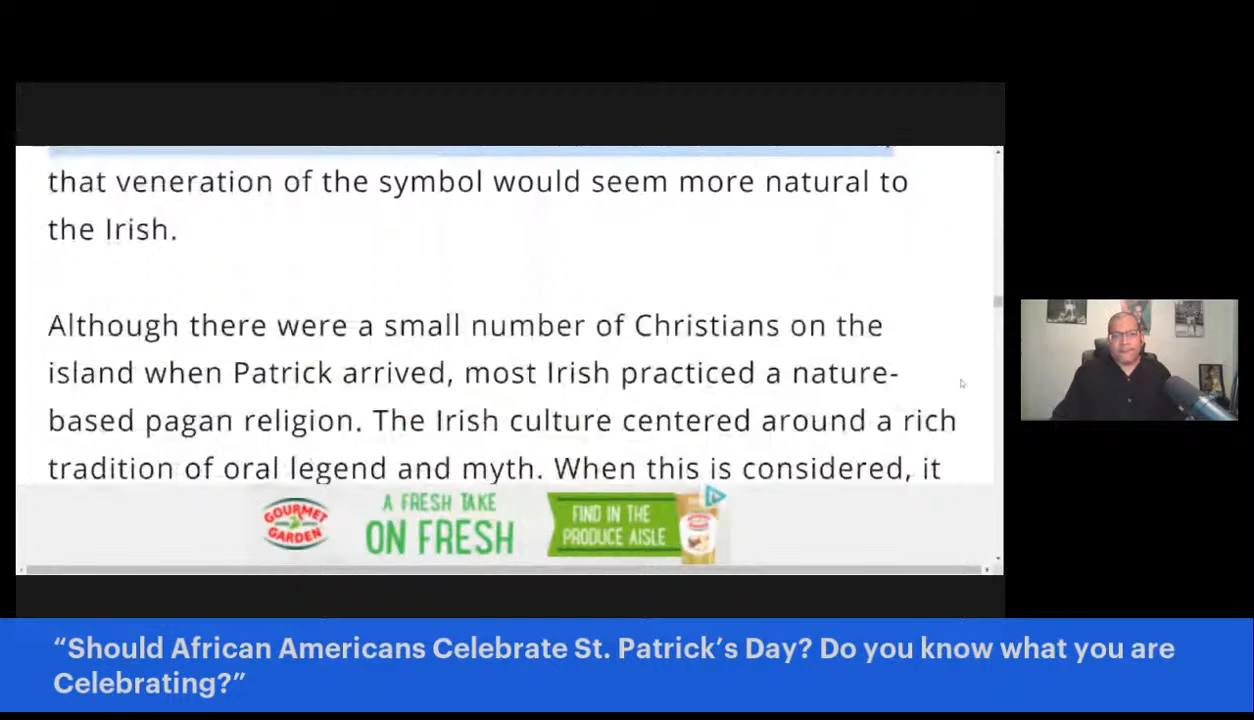 that veneration of the symbol would seem more natural to
the Irish.
Although there were a small number of Christians on the
island when Patrick arrived, most Irish practiced a nature-
based pagan religion. The Irish culture centered around a rich
tradition of oral legend and myth. When this is considered, it
GOURMET
GARDEN
A FRESH TAKE
ON FRESH
FIND IN THE
PRODUCE AISLE
“Should African Americans Celebrate St. Patrick’s Day? Do you know what you are
Celebrating?”